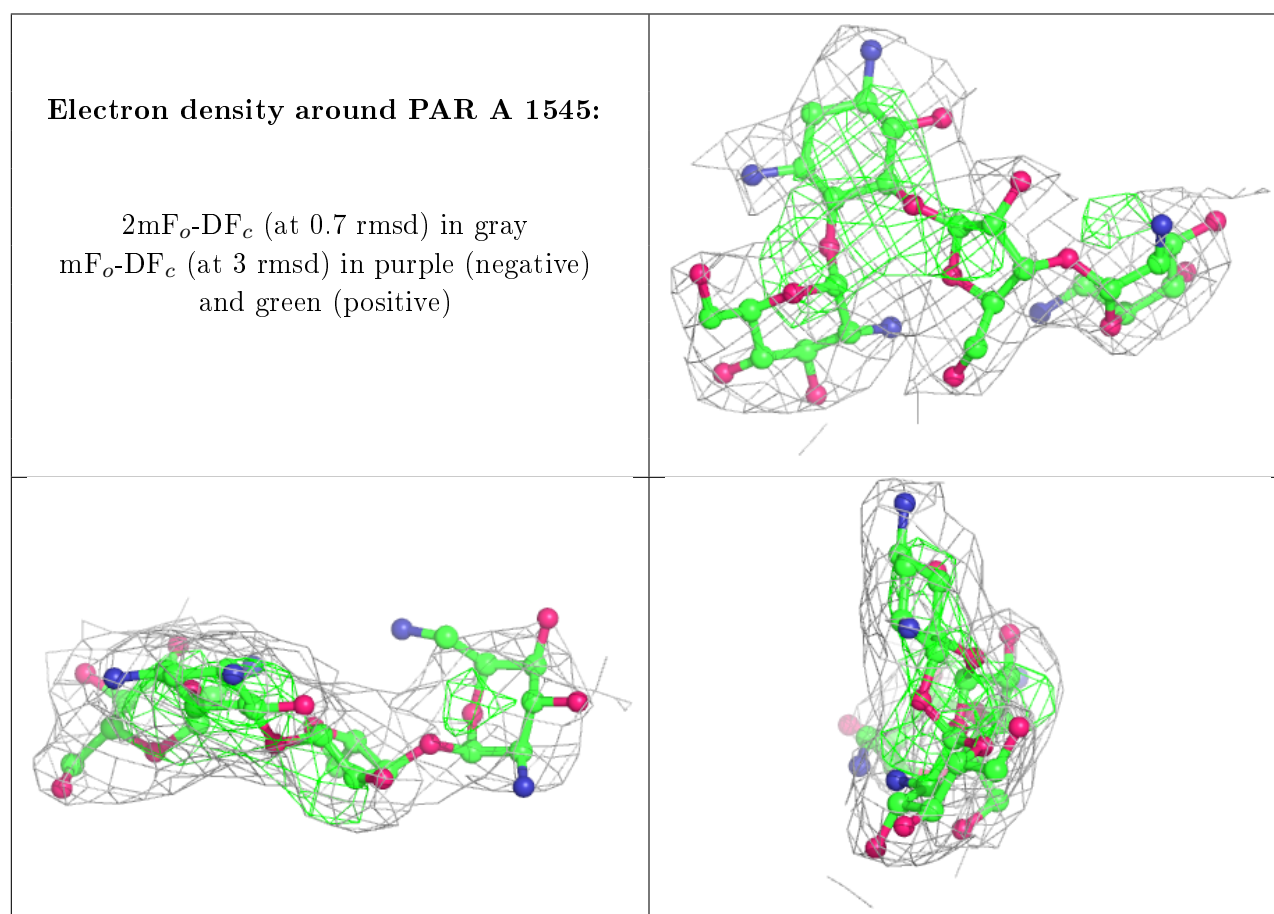 Electron density around PAR A 1545:
2mFo-DFc (at 0.7 rmsd) in gray
mFo-DFc (at 3 rmsd) in purple (negative)
and green (positive)